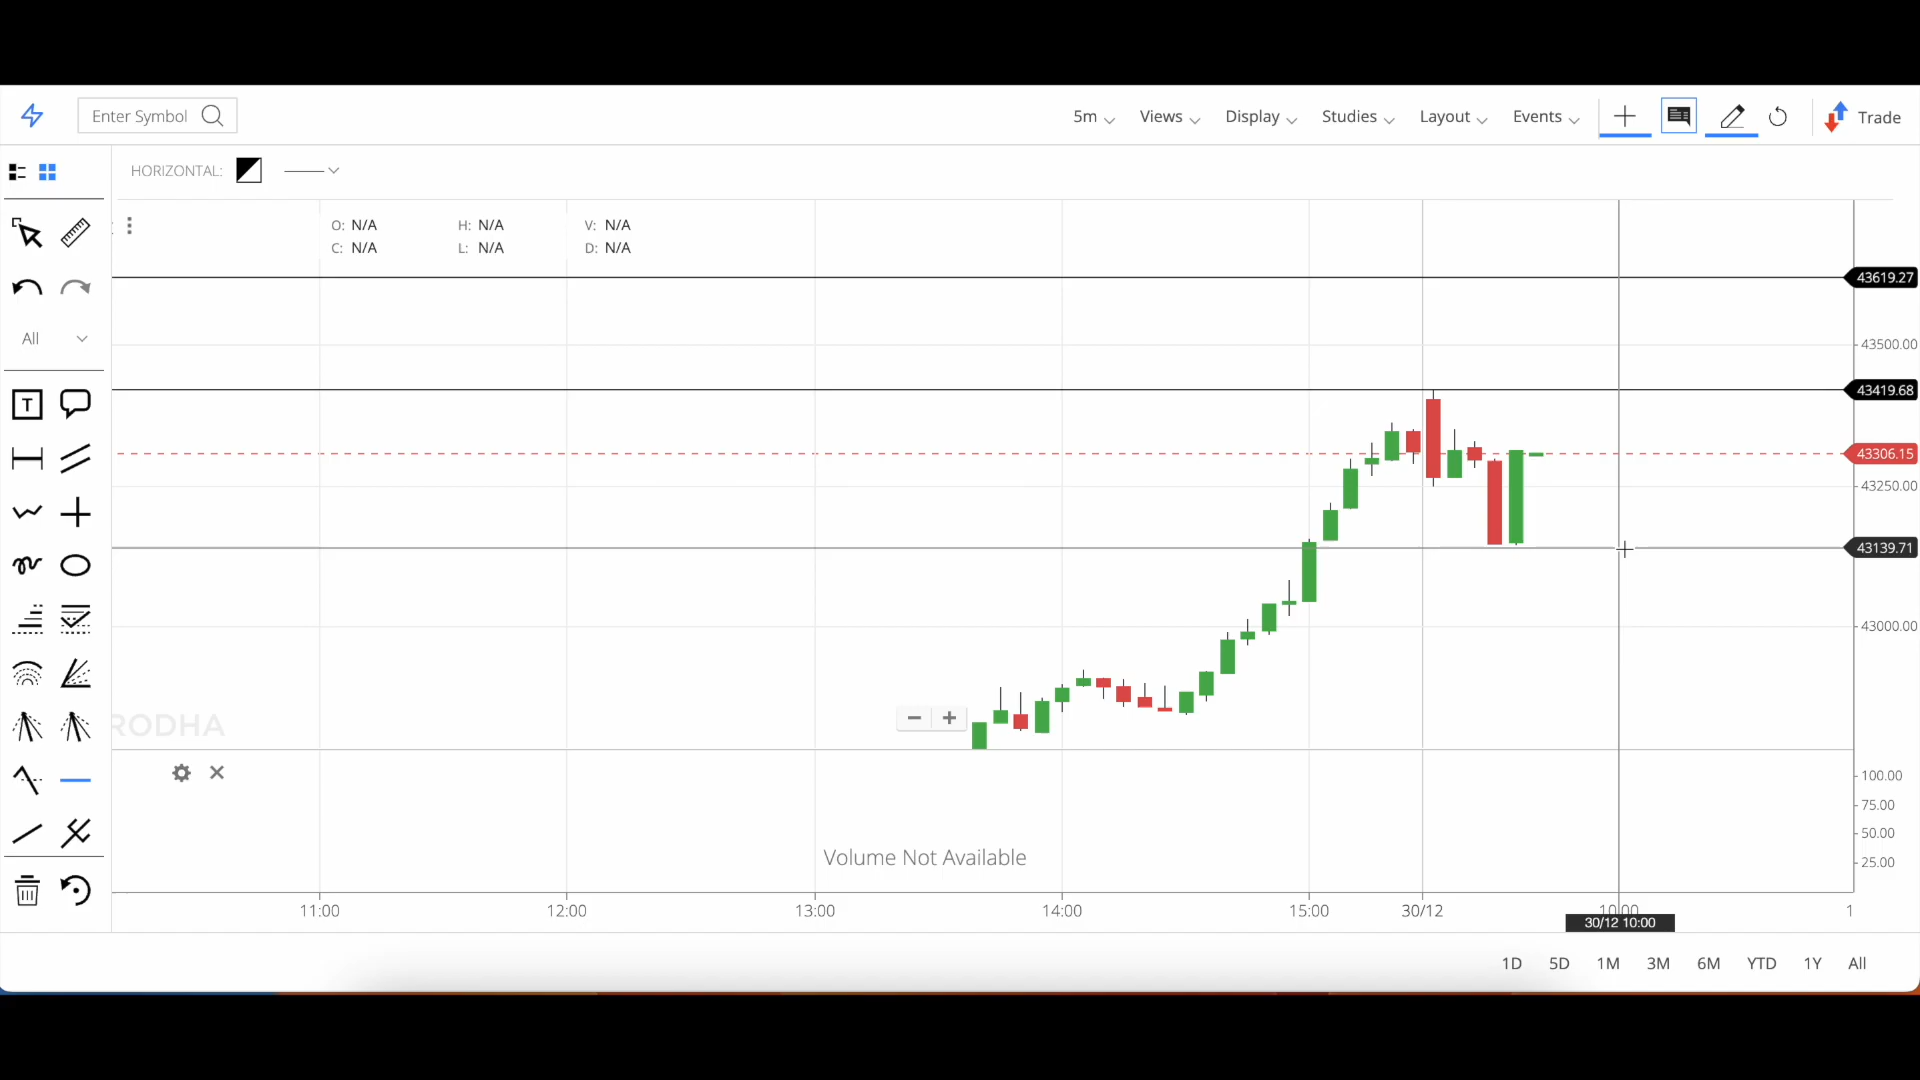 Enter Symbol
5m Views Display Studies Layout Events Trade
HORIZONTAL:
O: N/A H: N/A V: N/A
C: N/A L: N/A D: N/A
43619.27
All
43500.00
T
43419.68
43306.15
43250.00
43139.71
43000.00
RODHA
100.00
75.00
50.00
Volume Not Available
25.00
11:00 12:00 13:00 14:00 15:00 30/12 10:00 1
30/12 10:00
1D 5D 1M 3M 6M YTD 1Y All